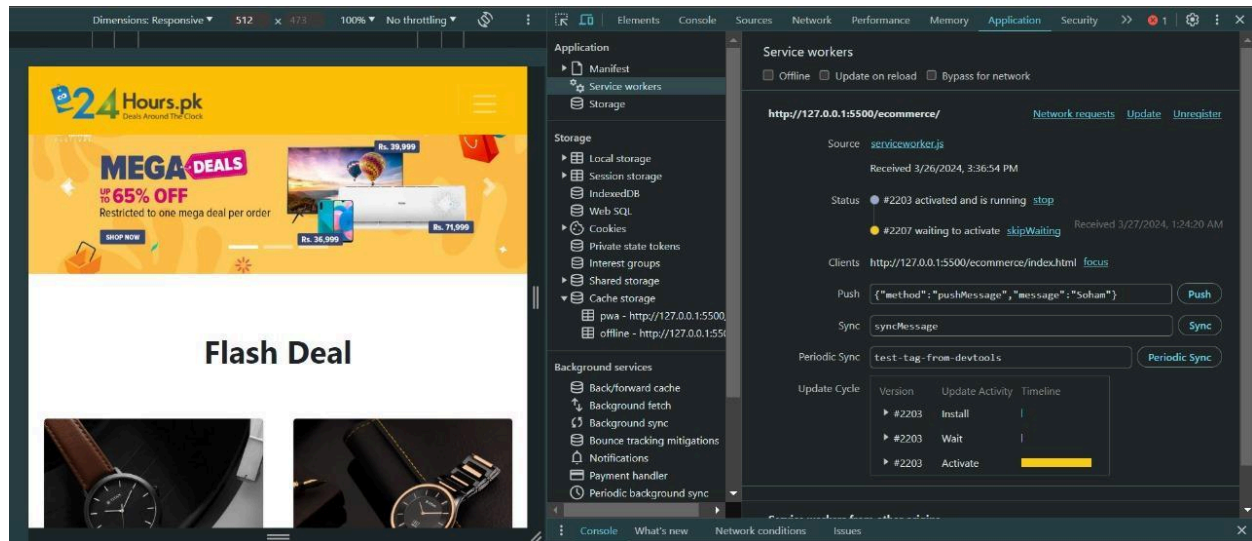 Dimensions: Responsive 512 x 473 100% No throttling
Elements Console Sources Network Performance Memory Application Security 1
24 Hours.pk
Deals Around The Clock
MEGA DEALS
UP TO 65% OFF
Restricted to one mega deal per order
SHOP NOW
Rs. 39,999
Rs. 36,999
Rs. 71,999
Flash Deal
Application
Manifest
Service workers
Storage
Storage
Local storage
Session storage
IndexedDB
Web SQL
Cookies
Private state tokens
Interest groups
Shared storage
Cache storage
pwa - http://127.0.0.1:5500
offline - http://127.0.0.1:550
Background services
Back/forward cache
Background fetch
Background sync
Bounce tracking mitigations
Notifications
Payment handler
Periodic background sync
Service workers
Offline Update on reload Bypass for network
http://127.0.0.1:5500/ecommerce/ Network requests Update Unregister
Source serviceworker.js
Received 3/26/2024, 3:36:54 PM
Status #2203 activated and is running stop
#2207 waiting to activate skipWaiting Received 3/27/2024, 1:24:20 AM
Clients http://127.0.0.1:5500/ecommerce/index.html focus
Push {"method":"pushMessage","message":"Soham"} Push
Sync syncMessage Sync
Periodic Sync test-tag-from-devtools Periodic Sync
Update Cycle Version Update Activity Timeline
#2203 Install
#2203 Wait
#2203 Activate
Service workers from other origins
Console What's new Network conditions Issues